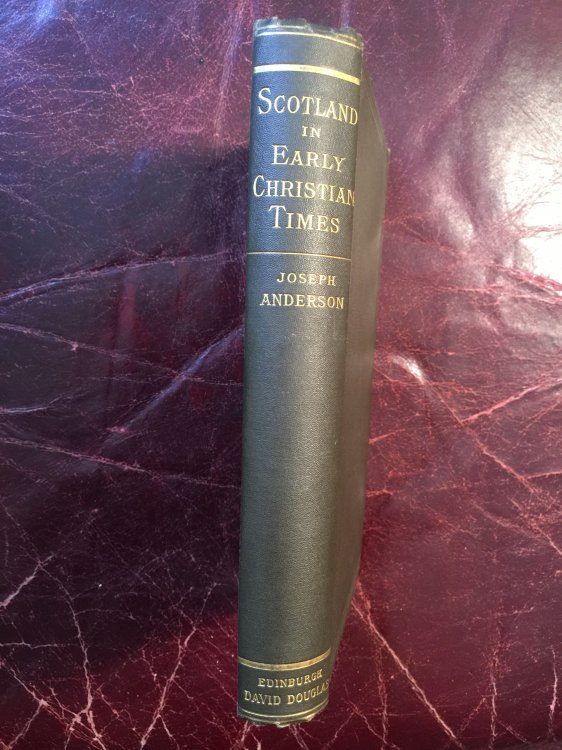 SCOTLAND
IN
EARLY
CHRISTIAN
TIMES
JOSEPH
ANDERSON
EDINBURGH
DAVID DOUGLAS